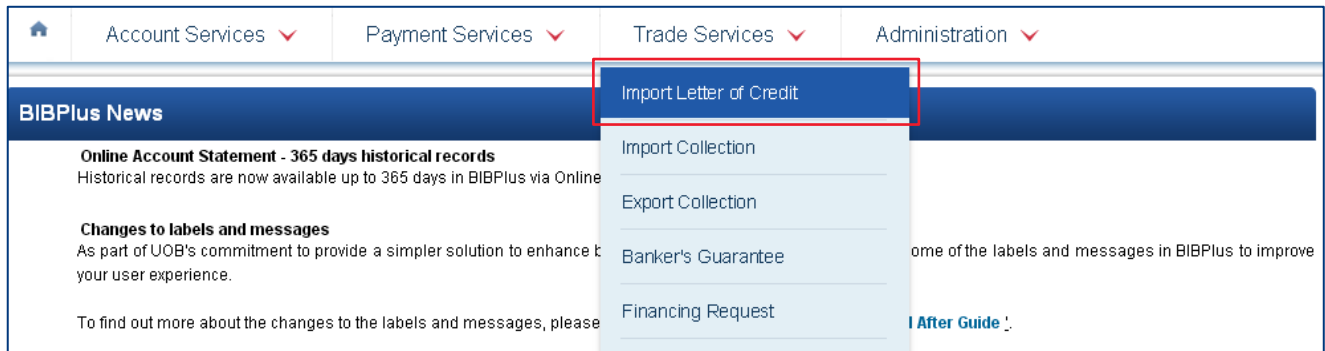 Account Services
Payment Services
Trade Services
Administration
Import Letter of Credit
Import Collection
Export Collection
Banker's Guarantee
Financing Request
BIBPlus News
Online Account Statement - 365 days historical records
Historical records are now available up to 365 days in BIBPlus via Online
Changes to labels and messages
As part of UOB's commitment to provide a simpler solution to enhance b
ome of the labels and messages in BIBPlus to improve
your user experience.
To find out more about the changes to the labels and messages, please
After Guide '.